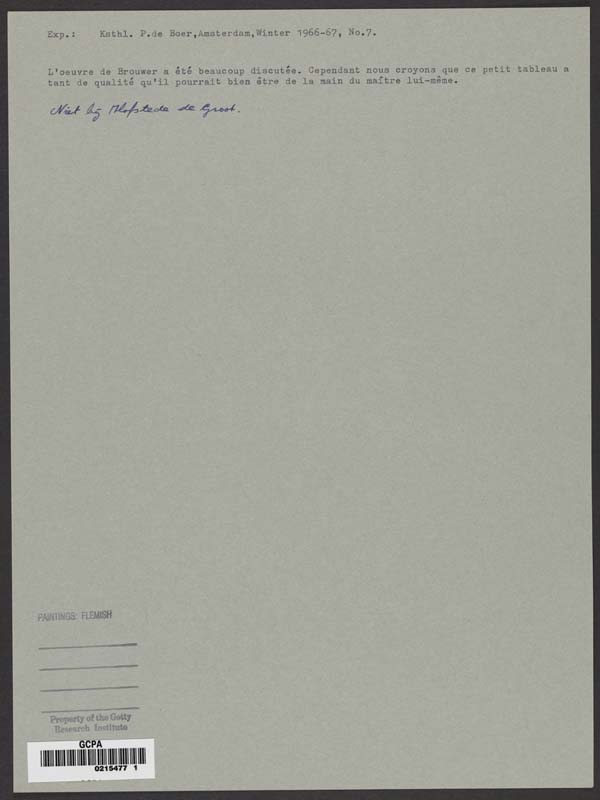 Exp.: Ksthl. P.de Boer,Amsterdam,Winter 1966-67, No.7.
L'oeuvre de Brouwer a été beaucoup discutée. Cependant nous croyons que ce petit tableau a
tant de qualité qu'il pourrait bien être de la main du maître lui-même.
Niet bij Hofstede de Groot.
PAINTINGS: FLEMISH
Property of the Getty
Research Institute
GCPA
0215477 1